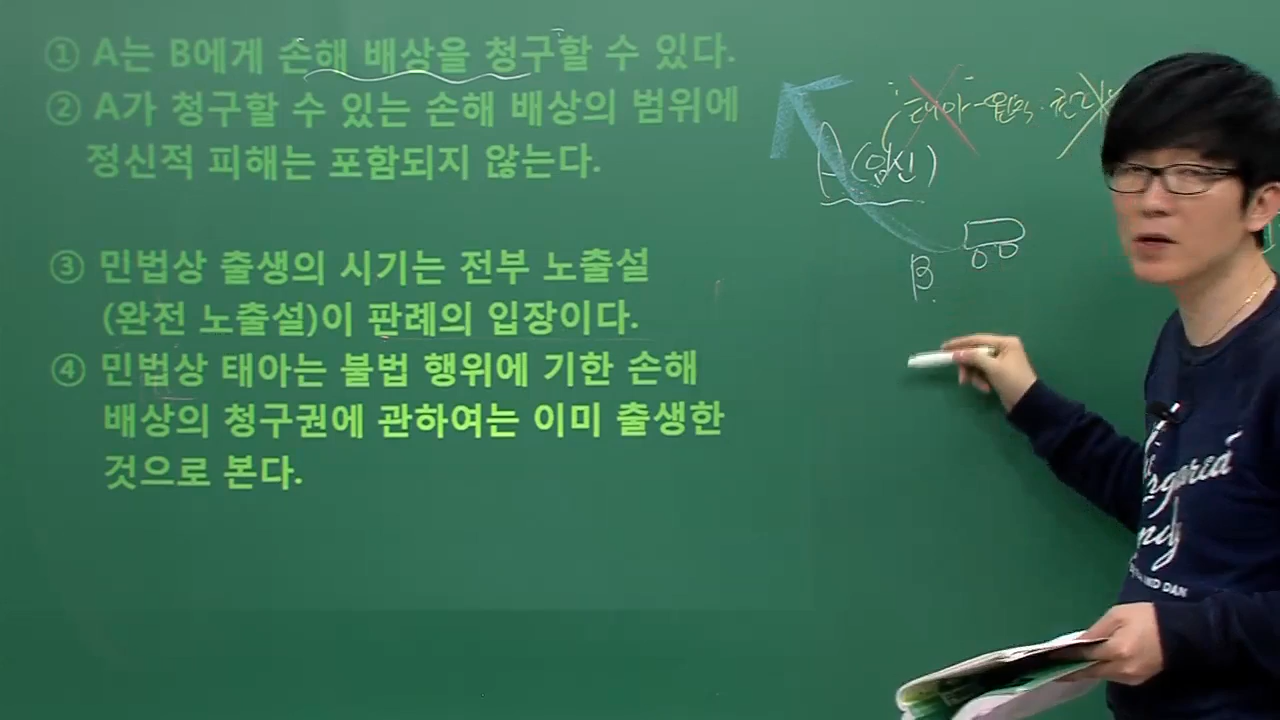 ① A는 B에게 손해 배상을 청구할 수 있다.
② A가 청구할 수 있는 손해 배상의 범위에
정신적 피해는 포함되지 않는다.
③ 민법상 출생의 시기는 전부 노출설
(완전 노출설)이 판례의 입장이다.
④ 민법상 태아는 불법 행위에 기한 손해
배상의 청구권에 관하여는 이미 출생한
것으로 본다.
태아
A (임신)
B
AND DAN